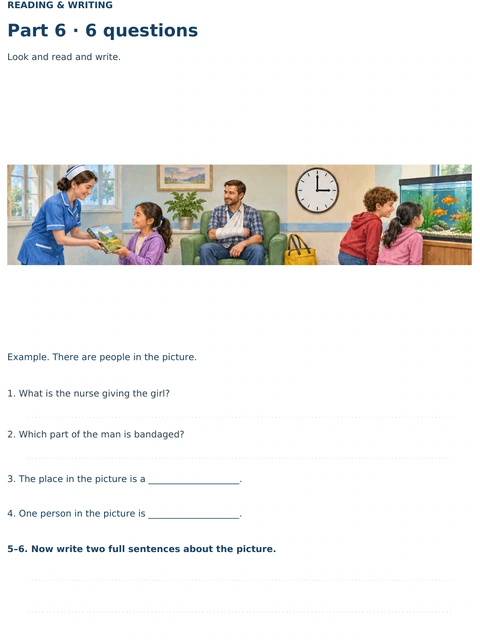 READING & WRITING
Part 6 · 6 questions
Look and read and write.
Example. There are people in the picture.
1. What is the nurse giving the girl?
2. Which part of the man is bandaged?
3. The place in the picture is a ____________________.
4. One person in the picture is ____________________.
5–6. Now write two full sentences about the picture.